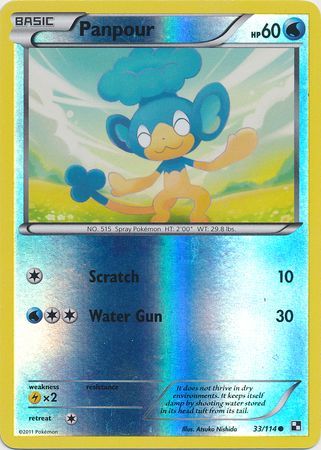 BASIC
Panpour
HP60
NO. 515 Spray Pokémon HT: 2'00" WT: 29.8 lbs.
Scratch 10
Water Gun 30
weakness
resistance
×2
retreat
It does not thrive in dry
environments. It keeps itself
damp by shooting water stored
in its head tuft from its tail.
©2011 Pokémon
Illus. Atsuko Nishida
33/114